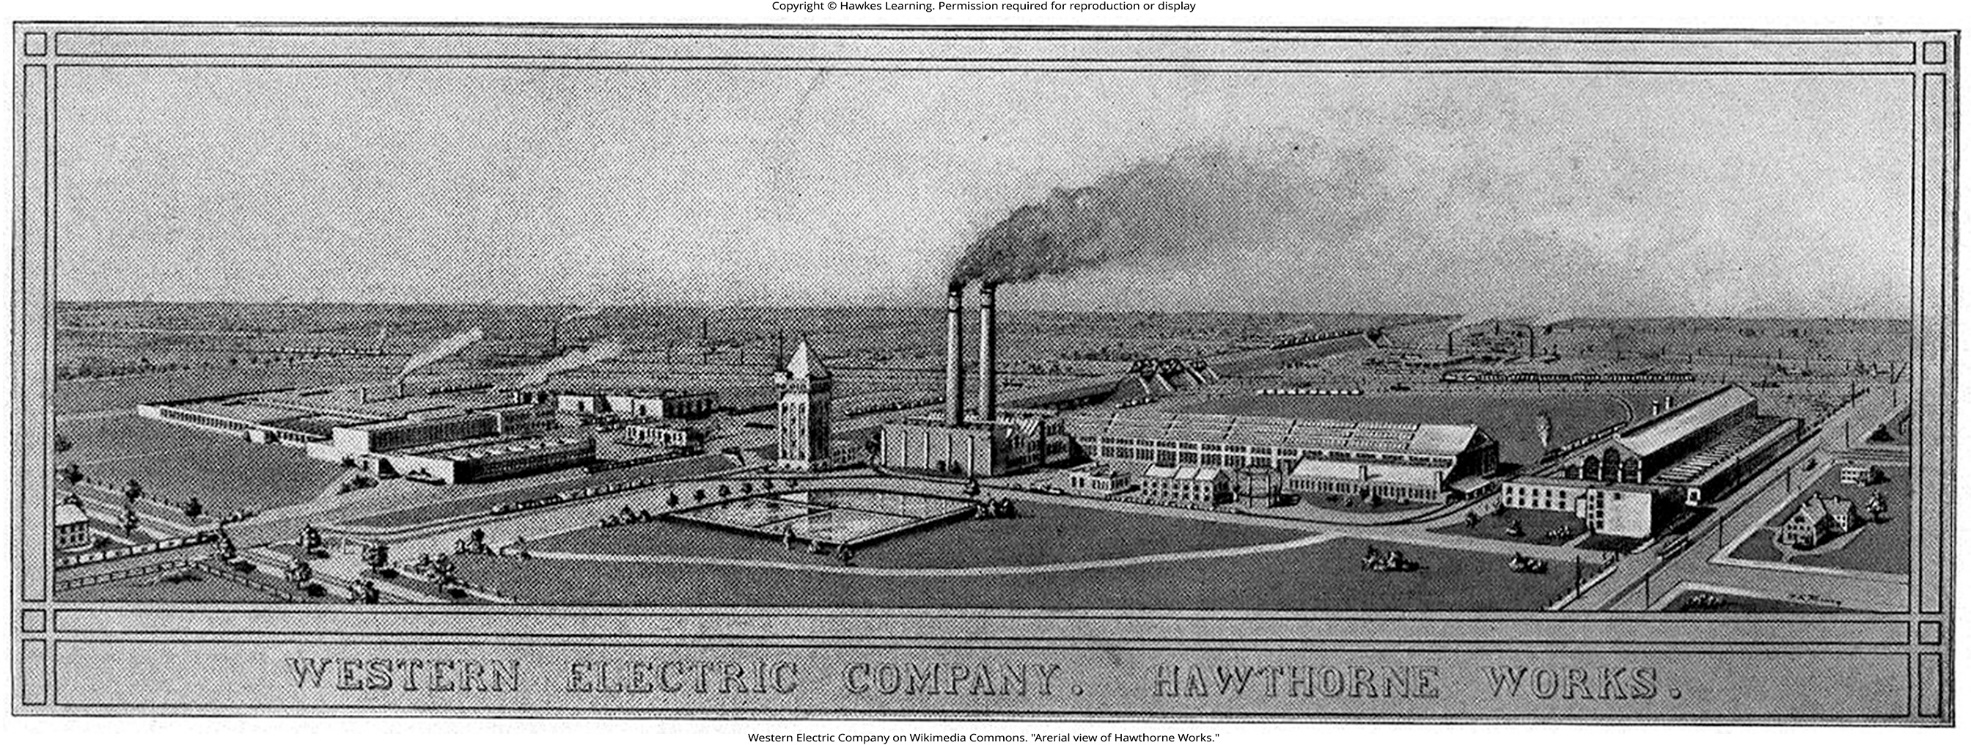 Copyright © Hawkes Learning. Permission required for reproduction or display
WESTERN ELECTRIC COMPANY. HAWTHORNE WORKS.
Western Electric Company on Wikimedia Commons. "Arerial view of Hawthorne Works."